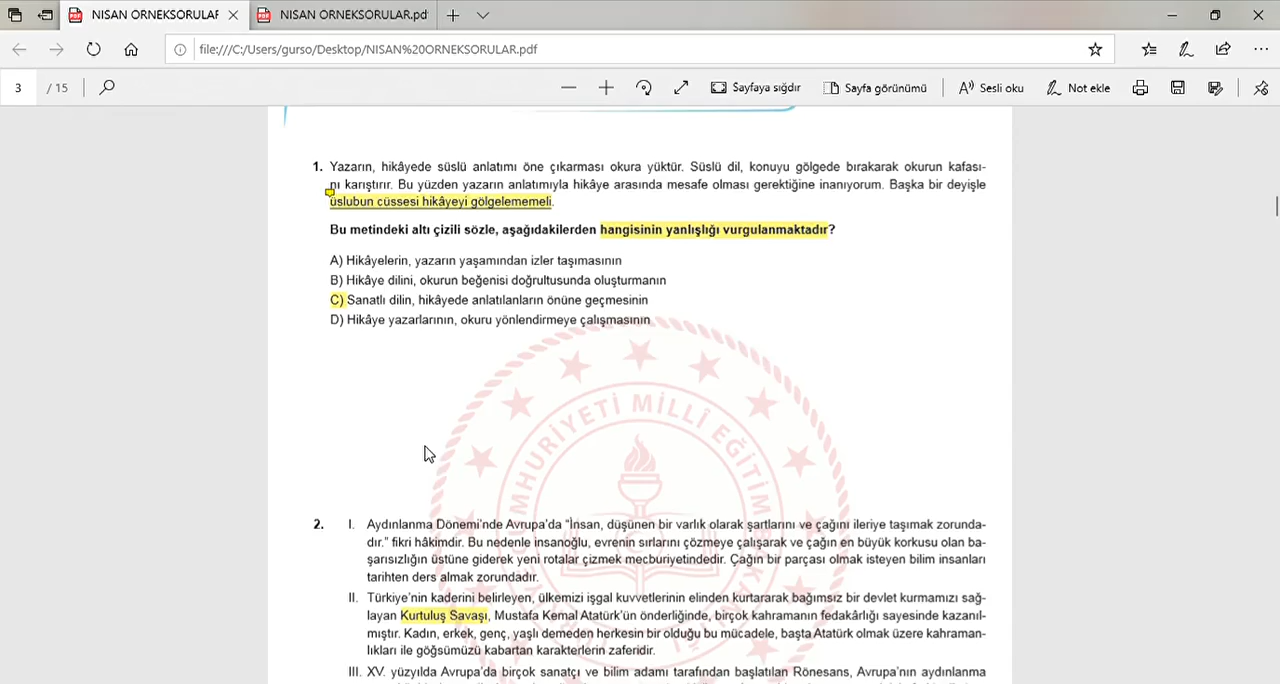 NISAN ORNEKSORULAR
NISAN ORNEKSORULAR.pd
file:///C:/Users/gurso/Desktop/NISAN%20ORNEKSORULAR.pdf
3 / 15
Sayfaya sığdır
Sayfa görünümü
Sesli oku
Not ekle
1. Yazarın, hikâyede süslü anlatımı öne çıkarması okura yüktür. Süslü dil, konuyu gölgede bırakarak okurun kafası-
nı karıştırır. Bu yüzden yazarın anlatımıyla hikâye arasında mesafe olması gerektiğine inanıyorum. Başka bir deyişle
üslubun cüssesi hikâyeyi gölgelememeli.
Bu metindeki altı çizili sözle, aşağıdakilerden hangisinin yanlışlığı vurgulanmaktadır?
A) Hikâyelerin, yazarın yaşamından izler taşımasının
B) Hikâye dilini, okurun beğenisi doğrultusunda oluşturmanın
C) Sanatlı dilin, hikâyede anlatılanların önüne geçmesinin
D) Hikâye yazarlarının, okuru yönlendirmeye çalışmasının
CUMHURİYETİ MİLLÎ EĞİTİM
2. I. Aydınlanma Dönemi'nde Avrupa'da "İnsan, düşünen bir varlık olarak şartlarını ve çağını ileriye taşımak zorunda-
dır." fikri hâkimdir. Bu nedenle insanoğlu, evrenin sırlarını çözmeye çalışarak ve çağın en büyük korkusu olan ba-
şarısızlığın üstüne giderek yeni rotalar çizmek mecburiyetindedir. Çağın bir parçası olmak isteyen bilim insanları
tarihten ders almak zorundadır.
II. Türkiye'nin kaderini belirleyen, ülkemizi işgal kuvvetlerinin elinden kurtararak bağımsız bir devlet kurmamızı sağ-
layan Kurtuluş Savaşı, Mustafa Kemal Atatürk'ün önderliğinde, birçok kahramanın fedakârlığı sayesinde kazanıl-
mıştır. Kadın, erkek, genç, yaşlı demeden herkesin bir olduğu bu mücadele, başta Atatürk olmak üzere kahraman-
lıkları ile göğsümüzü kabartan karakterlerin zaferidir.
III. XV. yüzyılda Avrupa'da birçok sanatçı ve bilim adamı tarafından başlatılan Rönesans, Avrupa'nın aydınlanma